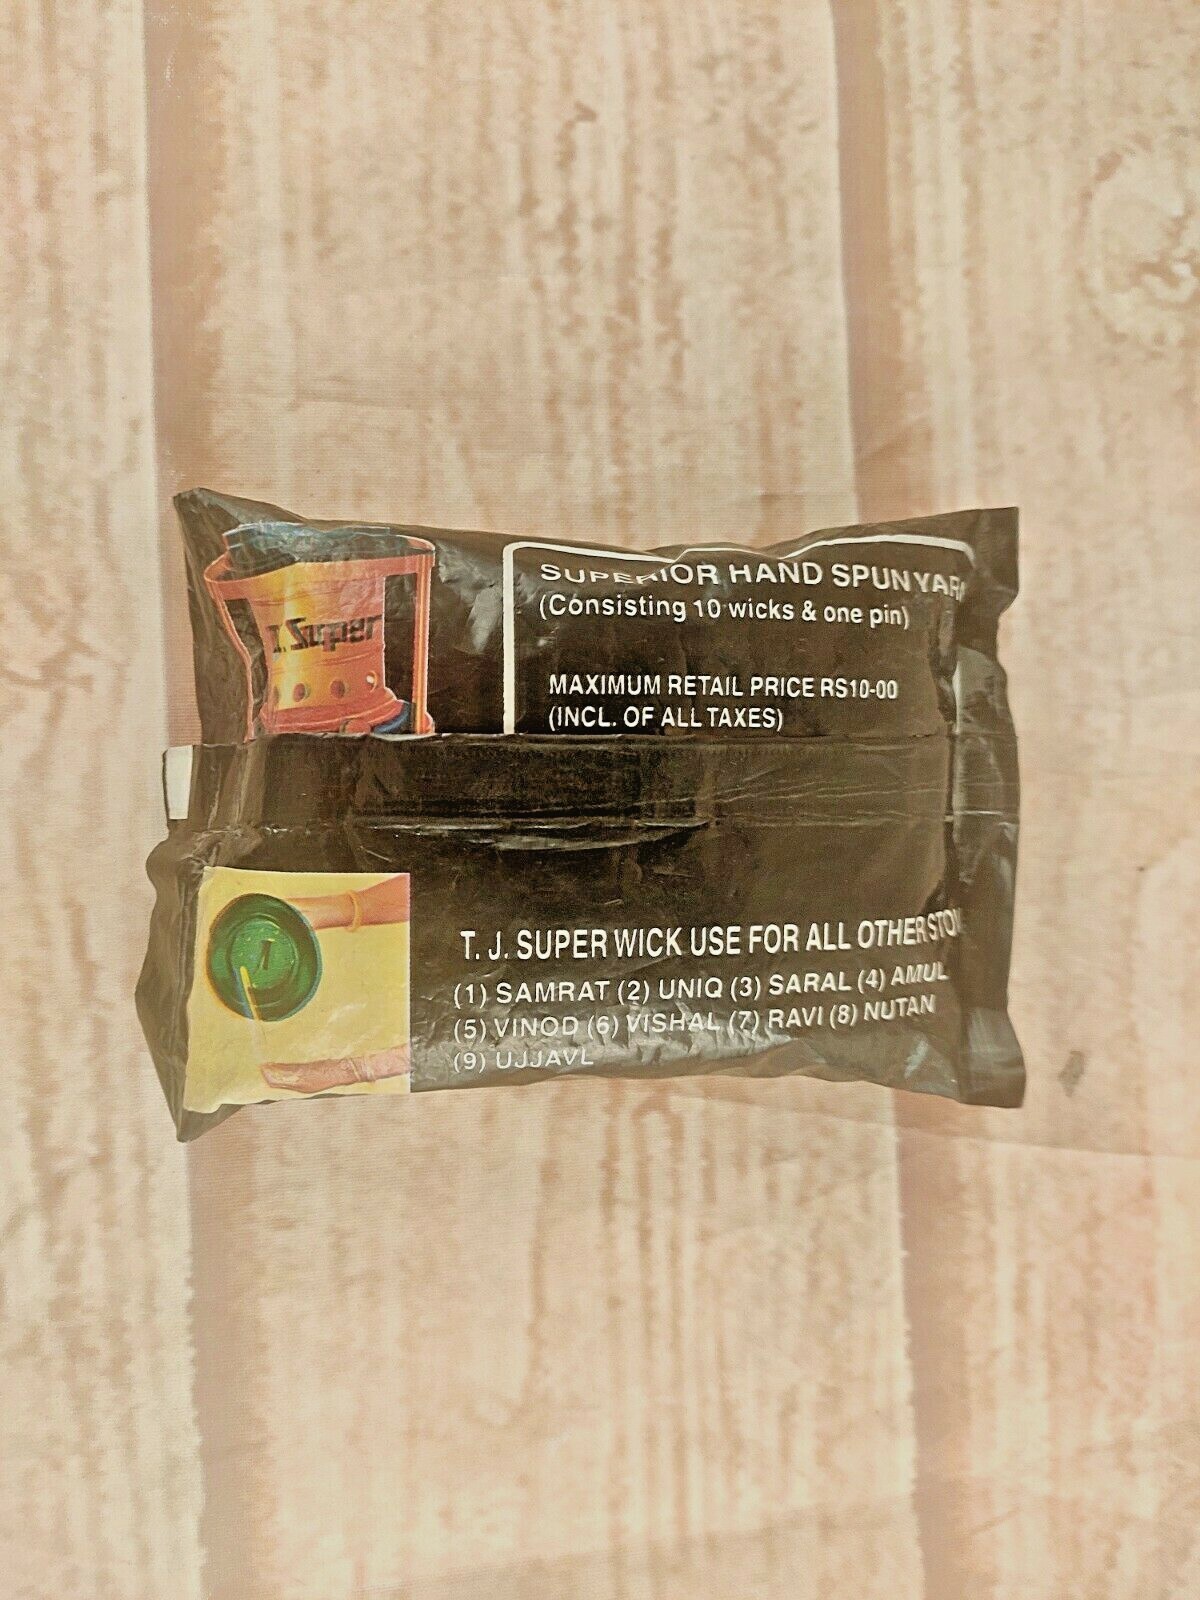 J.Super
SUPERIOR HAND SPUN YAR
(Consisting 10 wicks & one pin)
MAXIMUM RETAIL PRICE RS10-00
(INCL. OF ALL TAXES)
T. J. SUPER WICK USE FOR ALL OTHER STO
(1) SAMRAT (2) UNIQ (3) SARAL (4) AMUL
(5) VINOD (6) VISHAL (7) RAVI (8) NUTAN
(9) UJJAVL